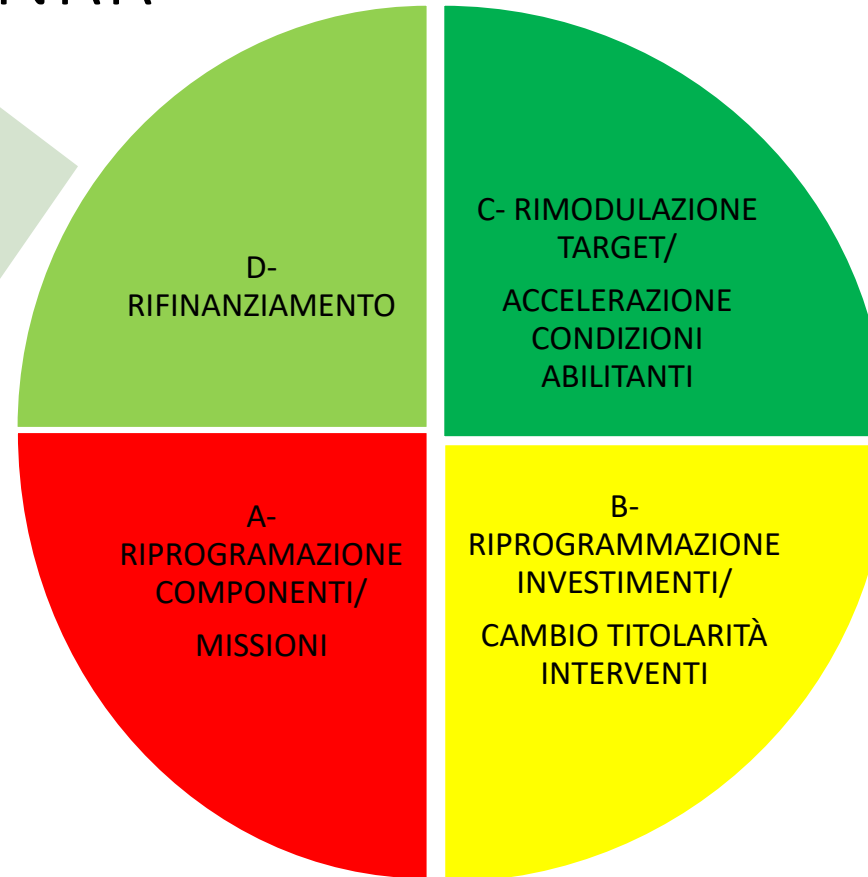 D-
RIFINANZIAMENTO
C- RIMODULAZIONE
TARGET/
ACCELERAZIONE
CONDIZIONI
ABILITANTI
A-
RIPROGRAMAZIONE
COMPONENTI/
MISSIONI
B-
RIPROGRAMMAZIONE
INVESTIMENTI/
CAMBIO TITOLARITÀ
INTERVENTI